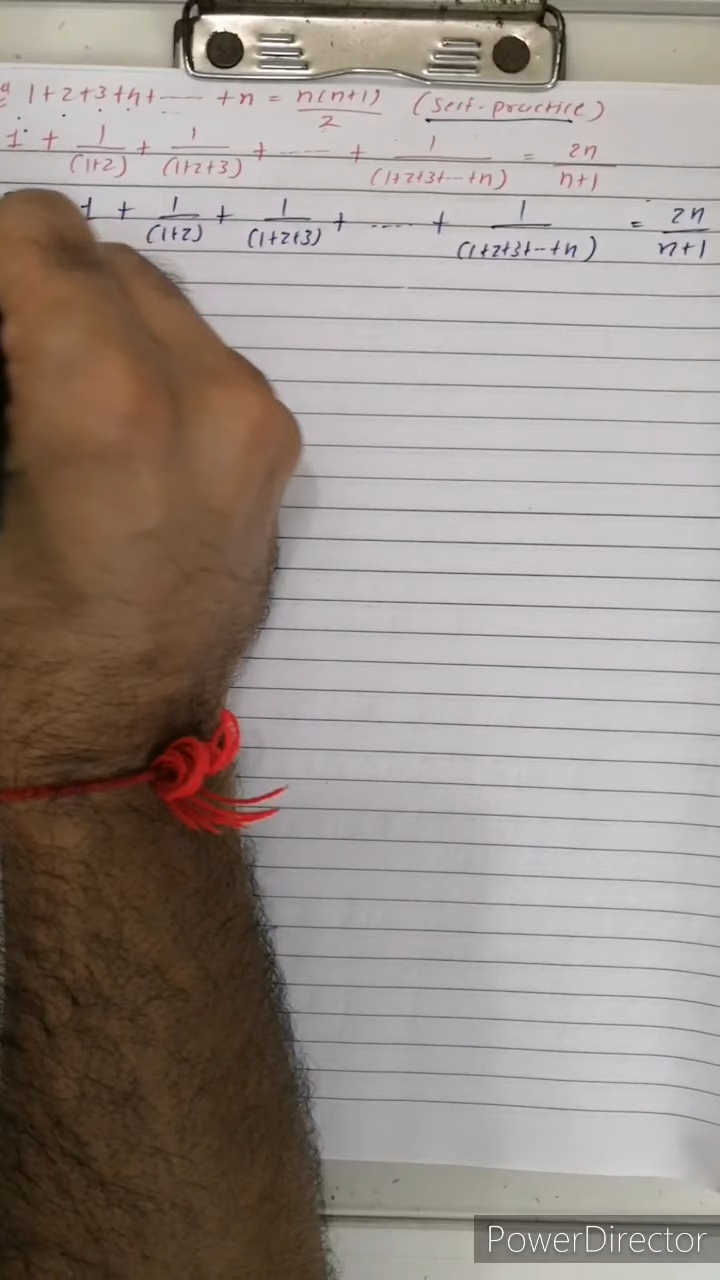 1+2+3+4+----- +n = n(n+1)/2 (Self-practice)
1 + 1/(1+2) + 1/(1+2+3) + ----- + 1/(1+2+3+--+n) = 2n/n+1
1 + 1/(1+2) + 1/(1+2+3) + ----- + 1/(1+2+3+--+n) = 2n/n+1
PowerDirector